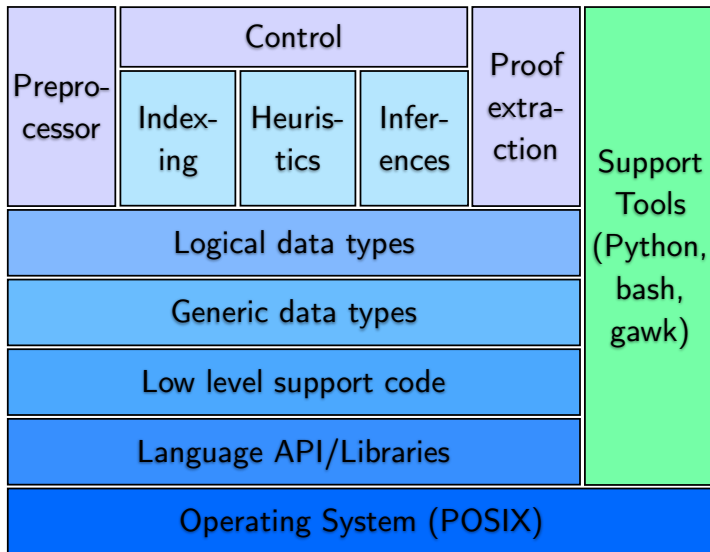 Prepro-
cessor
Control
Index-
ing
Heuris-
tics
Infer-
ences
Proof
extra-
ction
Support
Tools
(Python,
bash,
gawk)
Logical data types
Generic data types
Low level support code
Language API/Libraries
Operating System (POSIX)